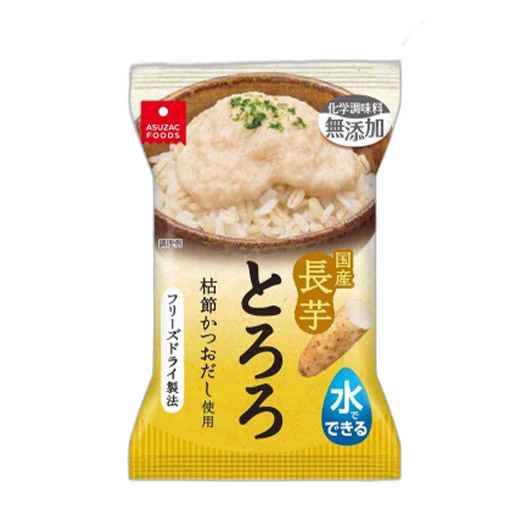 ASUZAC
FOODS
化学調味料
無添加
調理例
国産
長芋
とろろ
枯節かつおだし使用
フリーズドライ製法
水で
できる